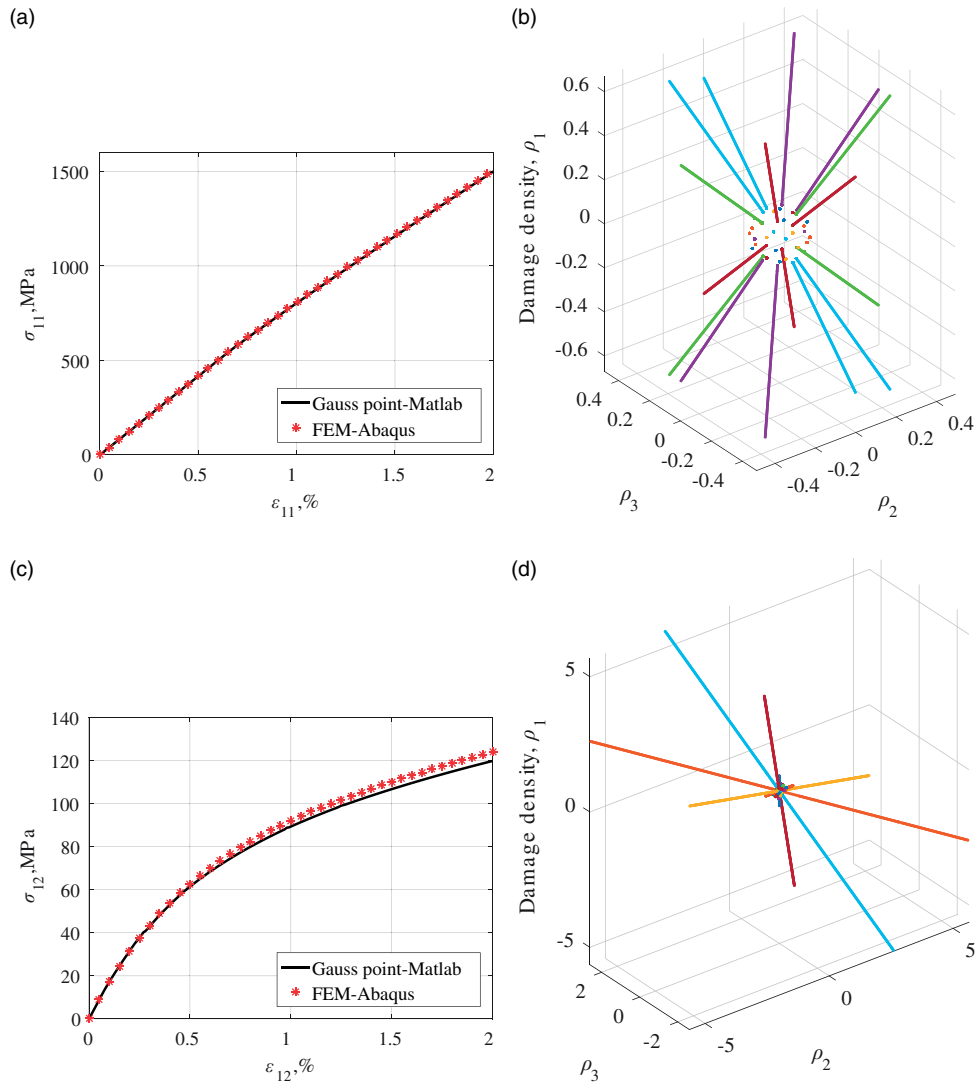 (a)
1500
1000
500
0
σ11,MPa
0 0.5 1 1.5 2
ε11,%
Gauss point-Matlab
FEM-Abaqus
(b)
0.6
0.4
0.2
0
-0.2
-0.4
-0.6
Damage density, ρ1
0.4 0.2 0 -0.2 -0.4
ρ3
-0.4 -0.2 0 0.2 0.4
ρ2
(c)
140
120
100
80
60
40
20
0
σ12,MPa
0 0.5 1 1.5 2
ε12,%
Gauss point-Matlab
FEM-Abaqus
(d)
5
0
-5
Damage density, ρ1
2 0 -2
ρ3
-5 0 5
ρ2